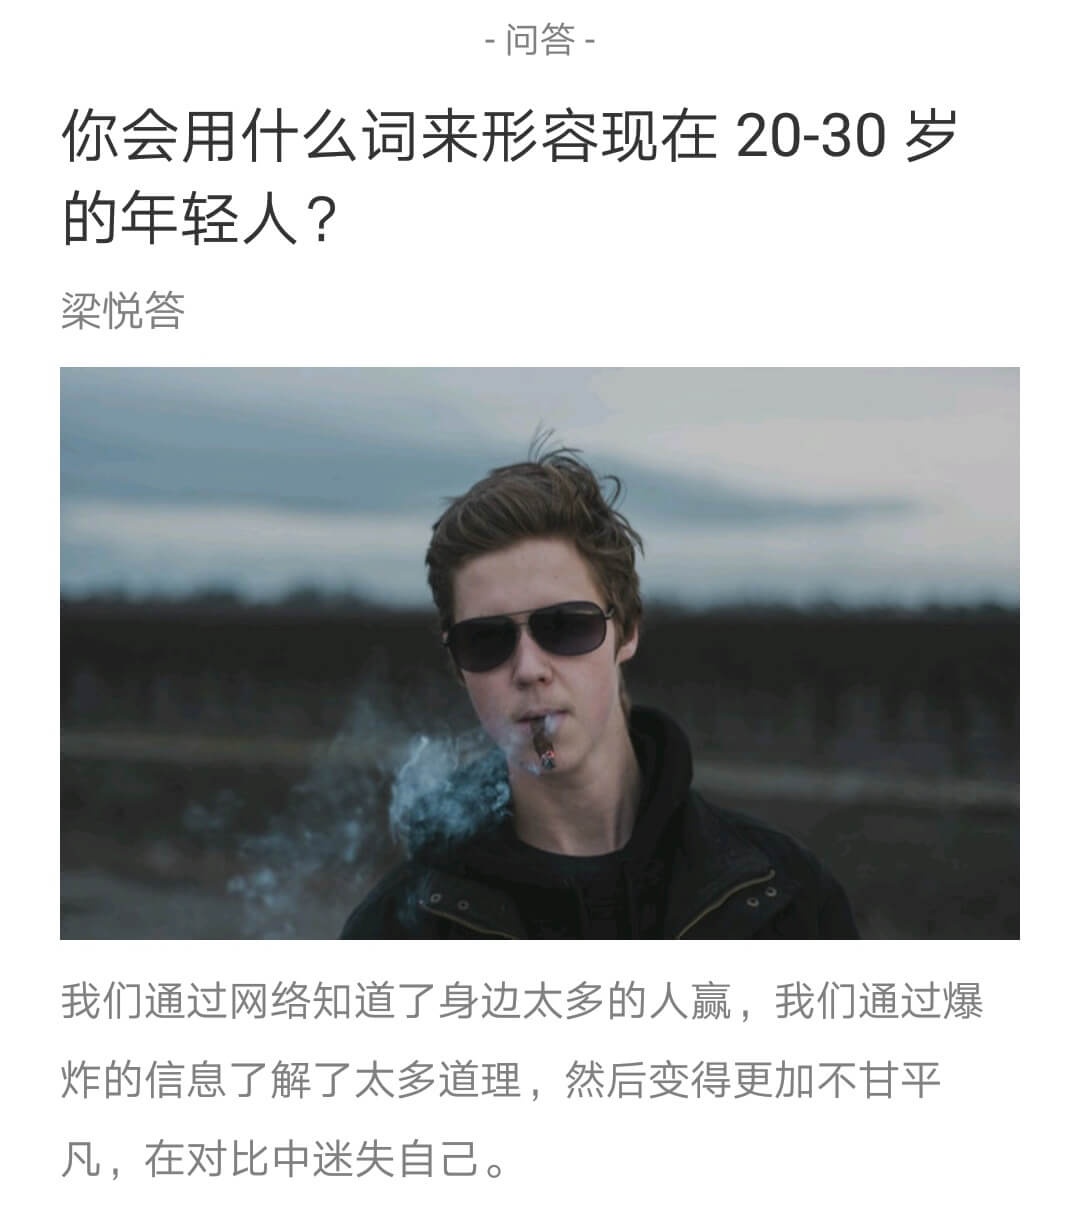 - 问答 -
你会用什么词来形容现在 20-30 岁
的年轻人？
梁悦答
我们通过网络知道了身边太多的人赢，我们通过爆
炸的信息了解了太多道理，然后变得更加不甘平
凡，在对比中迷失自己。